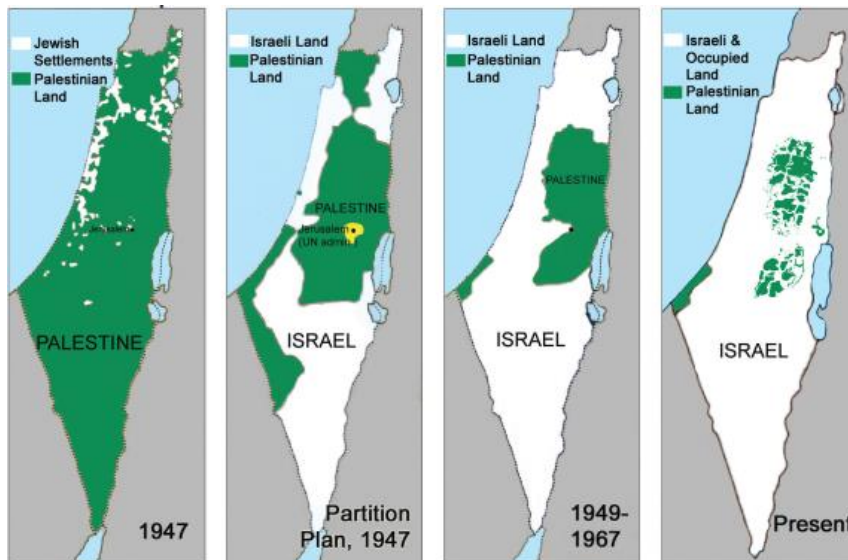 Jewish
Settlements
Palestinian
Land
Jerusalem
PALESTINE
1947
Israeli Land
Palestinian
Land
PALESTINE
Jerusalem
(UN admin.)
ISRAEL
Partition
Plan, 1947
Israeli Land
Palestinian
Land
PALESTINE
ISRAEL
1949-
1967
Israeli &
Occupied
Land
Palestinian
Land
ISRAEL
Present